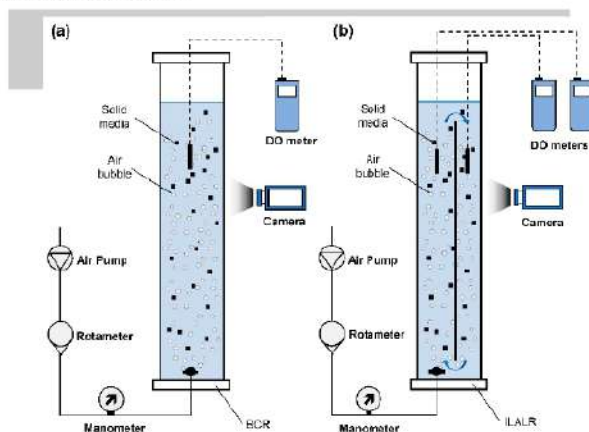 (a)
Solid media
Air bubble
DO meter
Camera
Air Pump
Rotameter
Manometer
BCR
(b)
Solid media
Air bubble
DO meters
Camera
Air Pump
Rotameter
Manometer
ILALR